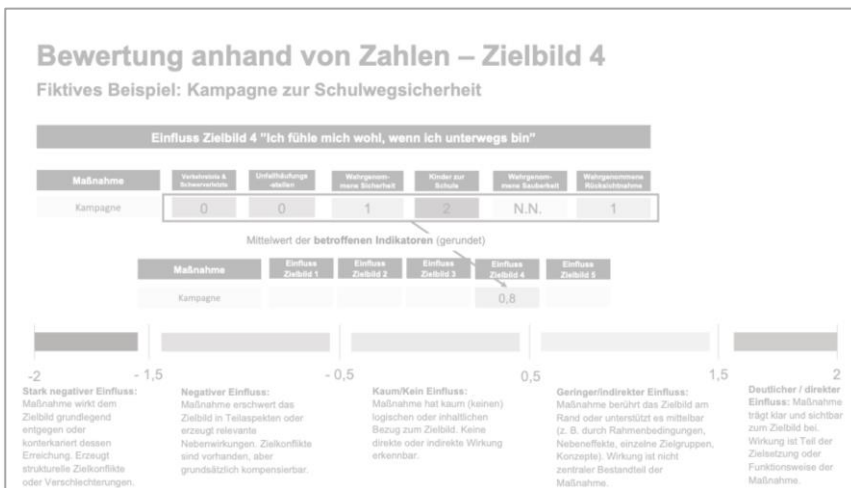 Bewertung anhand von Zahlen – Zielbild 4
Fiktives Beispiel: Kampagne zur Schulwegsicherheit
Einfluss Zielbild 4 "Ich fühle mich wohl, wenn ich unterwegs bin"
Maßnahme
Verkehrstote & Schwerverletzte
Unfallhäufungs -stellen
Wahrgenom- mene Sicherheit
Kinder zur Schule
Wahrgenom- mene Sauberkeit
Wahrgenommene Rücksichtnahme
Kampagne 0 0 1 2 N.N. 1
Mittelwert der betroffenen Indikatoren (gerundet)
Maßnahme
Einfluss Zielbild 1
Einfluss Zielbild 2
Einfluss Zielbild 3
Einfluss Zielbild 4
Einfluss Zielbild 5
Kampagne 0,8
-2 - 1,5 - 0,5 0,5 1,5 2
Stark negativer Einfluss:
Maßnahme wirkt dem
Zielbild grundlegend
entgegen oder
konterkariert dessen
Erreichung. Erzeugt
strukturelle Zielkonflikte
oder Verschlechterungen.
Negativer Einfluss:
Maßnahme erschwert das
Zielbild in Teilaspekten oder
erzeugt relevante
Nebenwirkungen. Zielkonflikte
sind vorhanden, aber
grundsätzlich kompensierbar.
Kaum/Kein Einfluss:
Maßnahme hat kaum (keinen)
logischen oder inhaltlichen
Bezug zum Zielbild. Keine
direkte oder indirekte Wirkung
erkennbar.
Geringer/indirekter Einfluss:
Maßnahme berührt das Zielbild am
Rand oder unterstützt es mittelbar
(z. B. durch Rahmenbedingungen,
Nebeneffekte, einzelne Zielgruppen,
Konzepte). Wirkung ist nicht
zentraler Bestandteil der
Maßnahme.
Deutlicher / direkter
Einfluss: Maßnahme
trägt klar und sichtbar
zum Zielbild bei.
Wirkung ist Teil der
Zielsetzung oder
Funktionsweise der
Maßnahme.